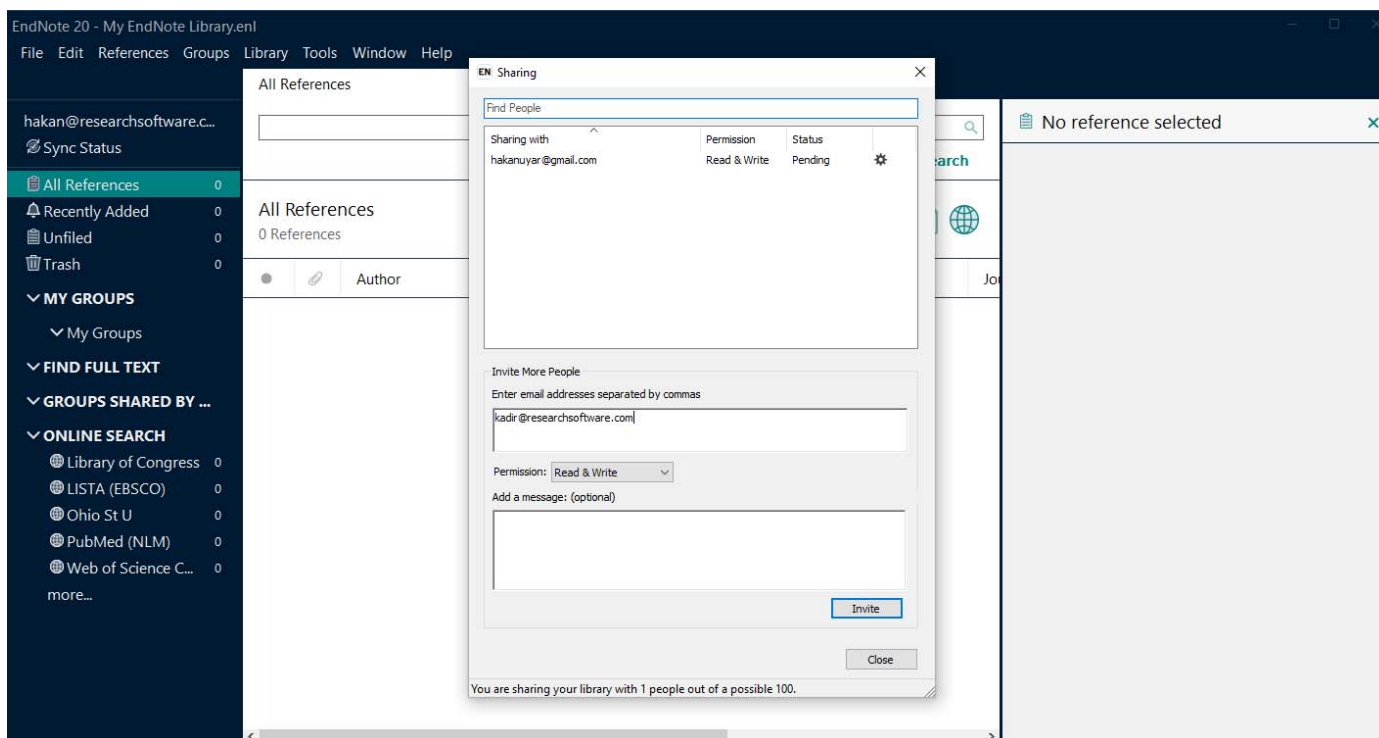 EndNote 20 - My EndNote Library.enl
File Edit References Groups Library Tools Window Help
hakan@researchsoftware.c...
Sync Status
All References 0
Recently Added 0
Unfiled 0
Trash 0
MY GROUPS
My Groups
FIND FULL TEXT
GROUPS SHARED BY ...
ONLINE SEARCH
Library of Congress 0
LISTA (EBSCO) 0
Ohio St U 0
PubMed (NLM) 0
Web of Science C... 0
more...
All References
All References
0 References
Author
EN Sharing
Find People
Sharing with Permission Status
hakanuyar@gmail.com Read & Write Pending
Invite More People
Enter email addresses separated by commas
kadir@researchsoftware.com
Permission: Read & Write
Add a message: (optional)
Invite
Close
You are sharing your library with 1 people out of a possible 100.
earch
Jou
No reference selected